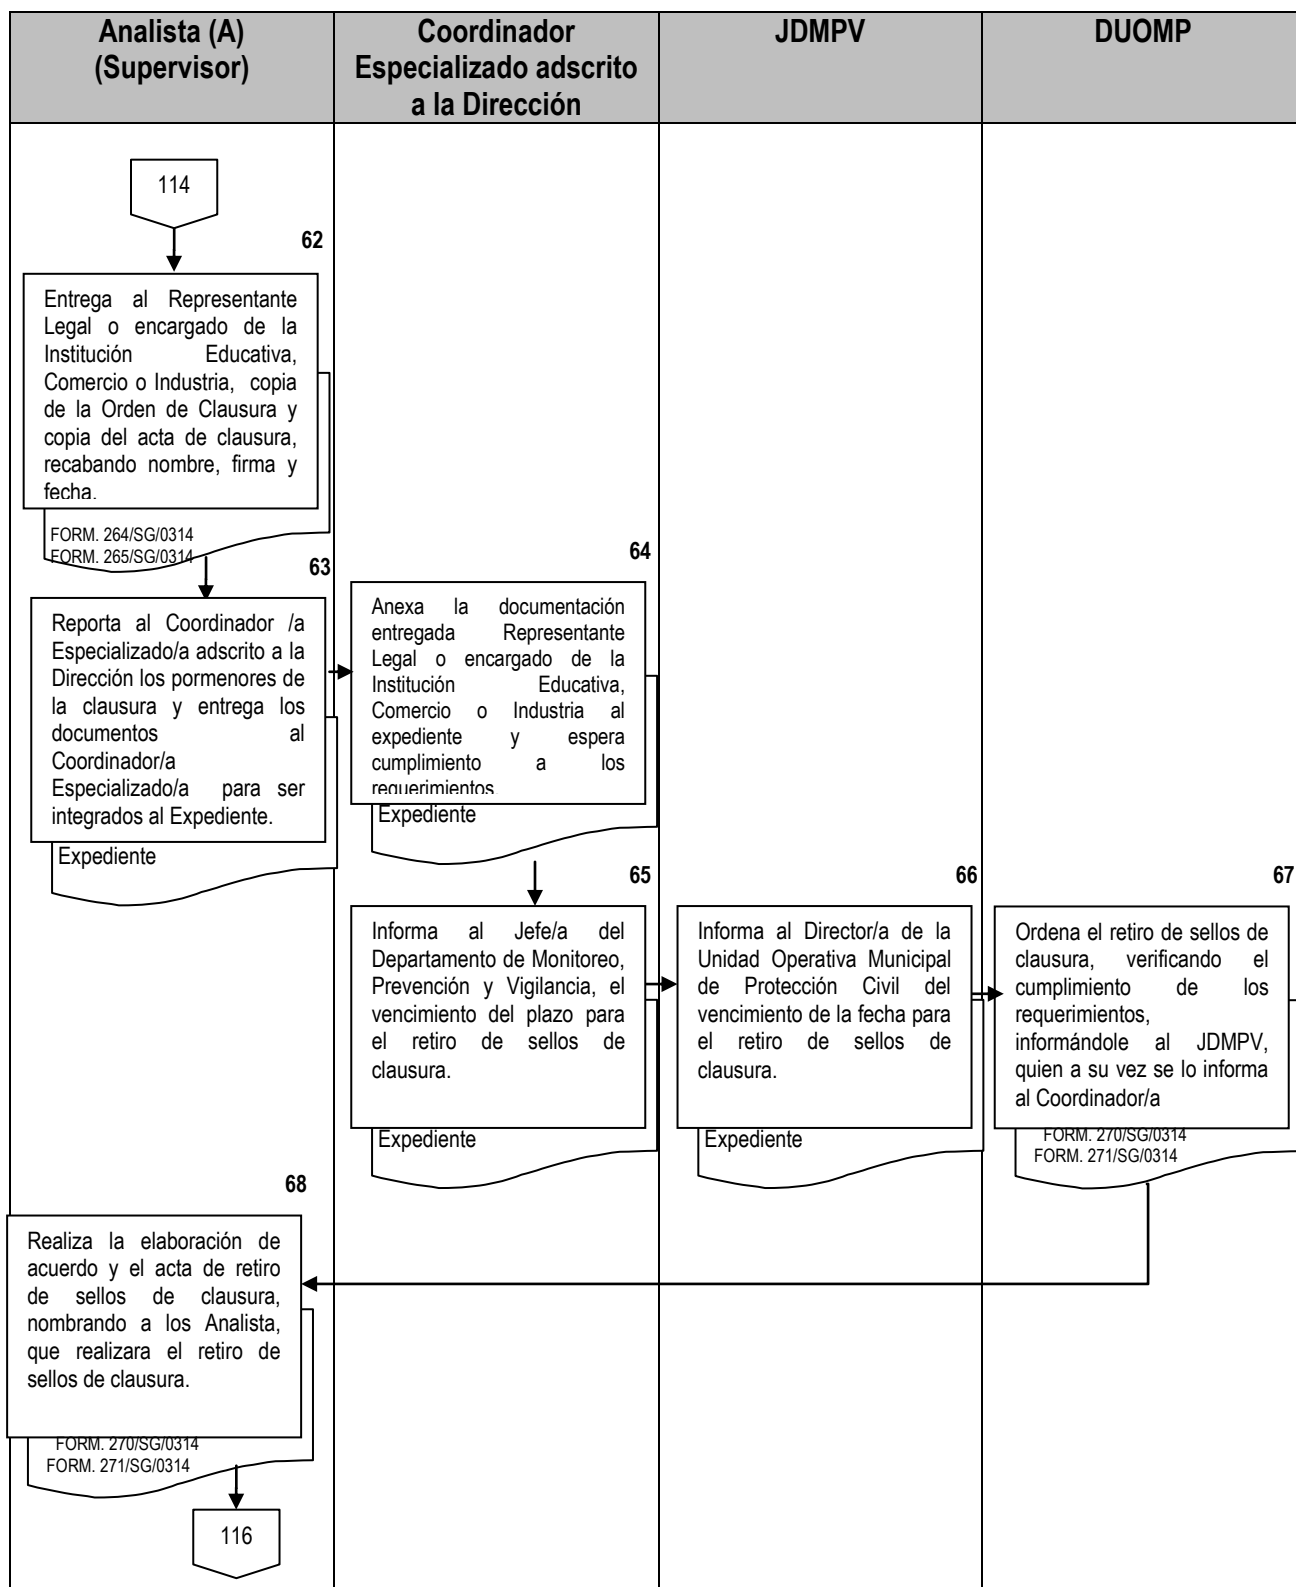 Analista (A)
(Supervisor)
Coordinador
Especializado adscrito
a la Dirección
JDMPV
DUOMP
114
62
Entrega al Representante
Legal o encargado de la
Institución Educativa,
Comercio o Industria, copia
de la Orden de Clausura y
copia del acta de clausura,
recabando nombre, firma y
fecha.
FORM. 264/SG/0314
FORM. 265/SG/0314
63
Reporta al Coordinador /a
Especializado/a adscrito a la
Dirección los pormenores de
la clausura y entrega los
documentos al
Coordinador/a
Especializado/a para ser
integrados al Expediente.
Expediente
64
Anexa la documentación
entregada Representante
Legal o encargado de la
Institución Educativa,
Comercio o Industria al
expediente y espera
cumplimiento a los
requerimientos
Expediente
65
Informa al Jefe/a del
Departamento de Monitoreo,
Prevención y Vigilancia, el
vencimiento del plazo para
el retiro de sellos de
clausura.
Expediente
66
Informa al Director/a de la
Unidad Operativa Municipal
de Protección Civil del
vencimiento de la fecha para
el retiro de sellos de
clausura.
Expediente
67
Ordena el retiro de sellos de
clausura, verificando el
cumplimiento de los
requerimientos,
informándole al JDMPV,
quien a su vez se lo informa
al Coordinador/a
FORM. 270/SG/0314
FORM. 271/SG/0314
68
Realiza la elaboración de
acuerdo y el acta de retiro
de sellos de clausura,
nombrando a los Analista,
que realizara el retiro de
sellos de clausura.
FORM. 270/SG/0314
FORM. 271/SG/0314
116